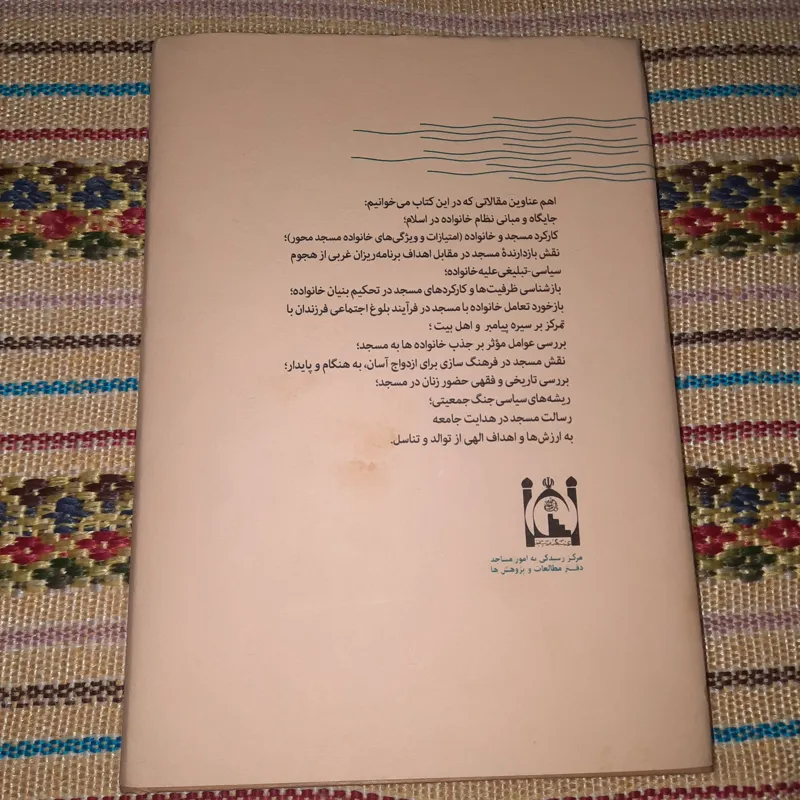 اهم عناوین مقالاتی که در این کتاب می‌خوانیم:
جایگاه و مبانی نظام خانواده در اسلام؛
کارکرد مسجد و خانواده (امتیازات و ویژگی‌های خانواده مسجد محور)؛
نقش بازدارندهٔ مسجد در مقابل اهداف برنامه‌ریزان غربی از هجوم
سیاسی-تبلیغی علیه خانواده؛
بازشناسی ظرفیت‌ها و کارکردهای مسجد در تحکیم بنیان خانواده؛
بازخورد تعامل خانواده با مسجد در فرآیند بلوغ اجتماعی فرزندان با
تمرکز بر سیره پیامبر و اهل بیت ؛
بررسی عوامل مؤثر بر جذب خانواده ها به مسجد؛
نقش مسجد در فرهنگ سازی برای ازدواج آسان، به هنگام و پایدار؛
بررسی تاریخی و فقهی حضور زنان در مسجد؛
ریشه‌های سیاسی جنگ جمعیتی؛
رسالت مسجد در هدایت جامعه
به ارزش‌ها و اهداف الهی از توالد و تناسل.
مرکز رسیدگی به امور مساجد
دفتر مطالعات و پژوهش ها